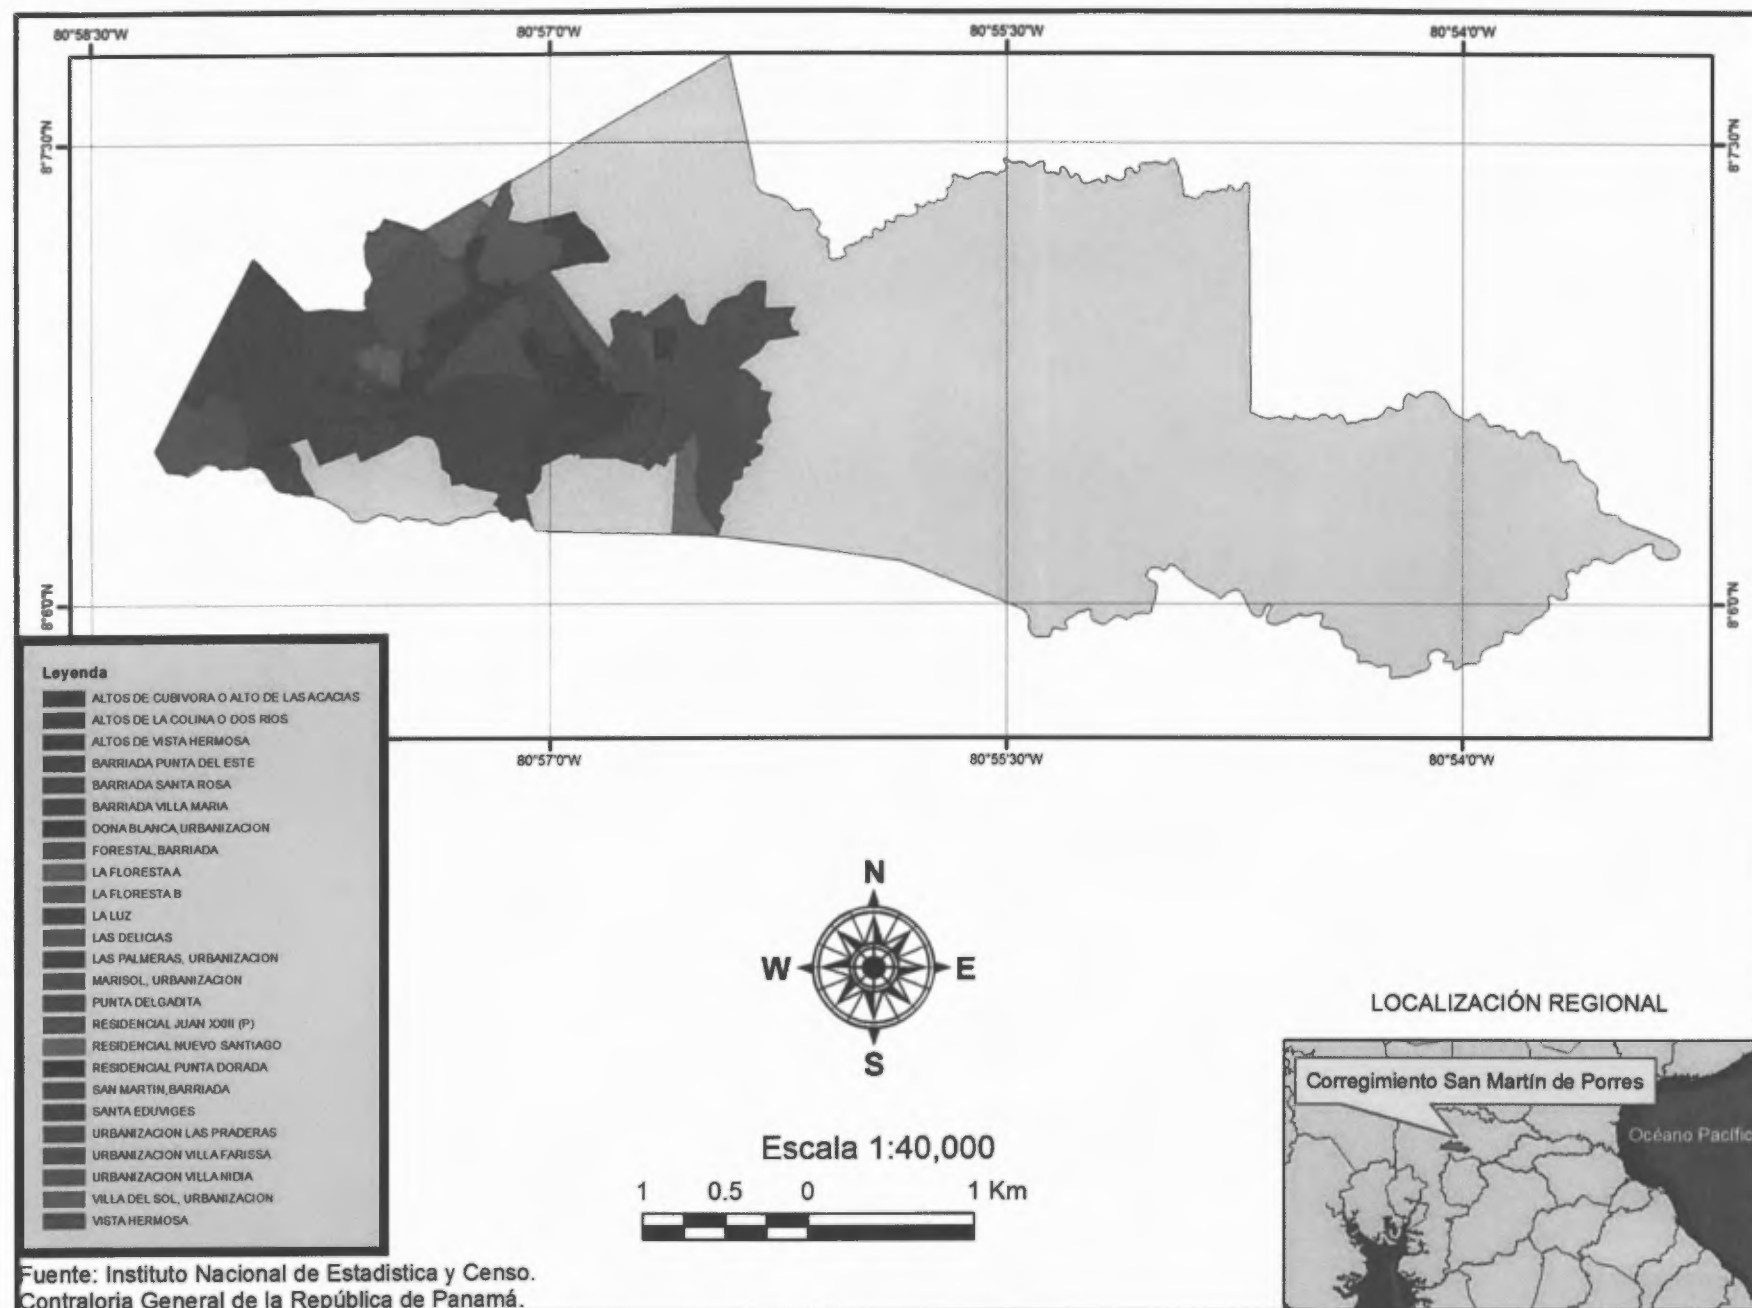 80°58'30"W
80°57'0"W
80°55'30"W
80°54'0"W
8°7'30"N
8°7'30"N
8°6'0"N
8°6'0"N
Leyenda
ALTOS DE CUBIVORA O ALTO DE LAS ACACIAS
ALTOS DE LA COLINA O DOS RIOS
ALTOS DE VISTA HERMOSA
BARRIADA PUNTA DEL ESTE
BARRIADA SANTA ROSA
BARRIADA VILLA MARIA
DONA BLANCA, URBANIZACION
FORESTAL, BARRIADA
LA FLORESTA A
LA FLORESTA B
LA LUZ
LAS DELICIAS
LAS PALMERAS, URBANIZACION
MARISOL, URBANIZACION
PUNTA DELGADITA
RESIDENCIAL JUAN XXIII (P)
RESIDENCIAL NUEVO SANTIAGO
RESIDENCIAL PUNTA DORADA
SAN MARTIN, BARRIADA
SANTA EDUVIGES
URBANIZACION LAS PRADERAS
URBANIZACION VILLA FARISSA
URBANIZACION VILLA NIDIA
VILLA DEL SOL, URBANIZACION
VISTA HERMOSA
80°57'0"W
80°55'30"W
80°54'0"W
N
W
E
S
Escala 1:40,000
1 0.5 0 1 Km
LOCALIZACIÓN REGIONAL
Corregimiento San Martín de Porres
Océano Pacífic
Fuente: Instituto Nacional de Estadistica y Censo.
Contraloria General de la República de Panamá.